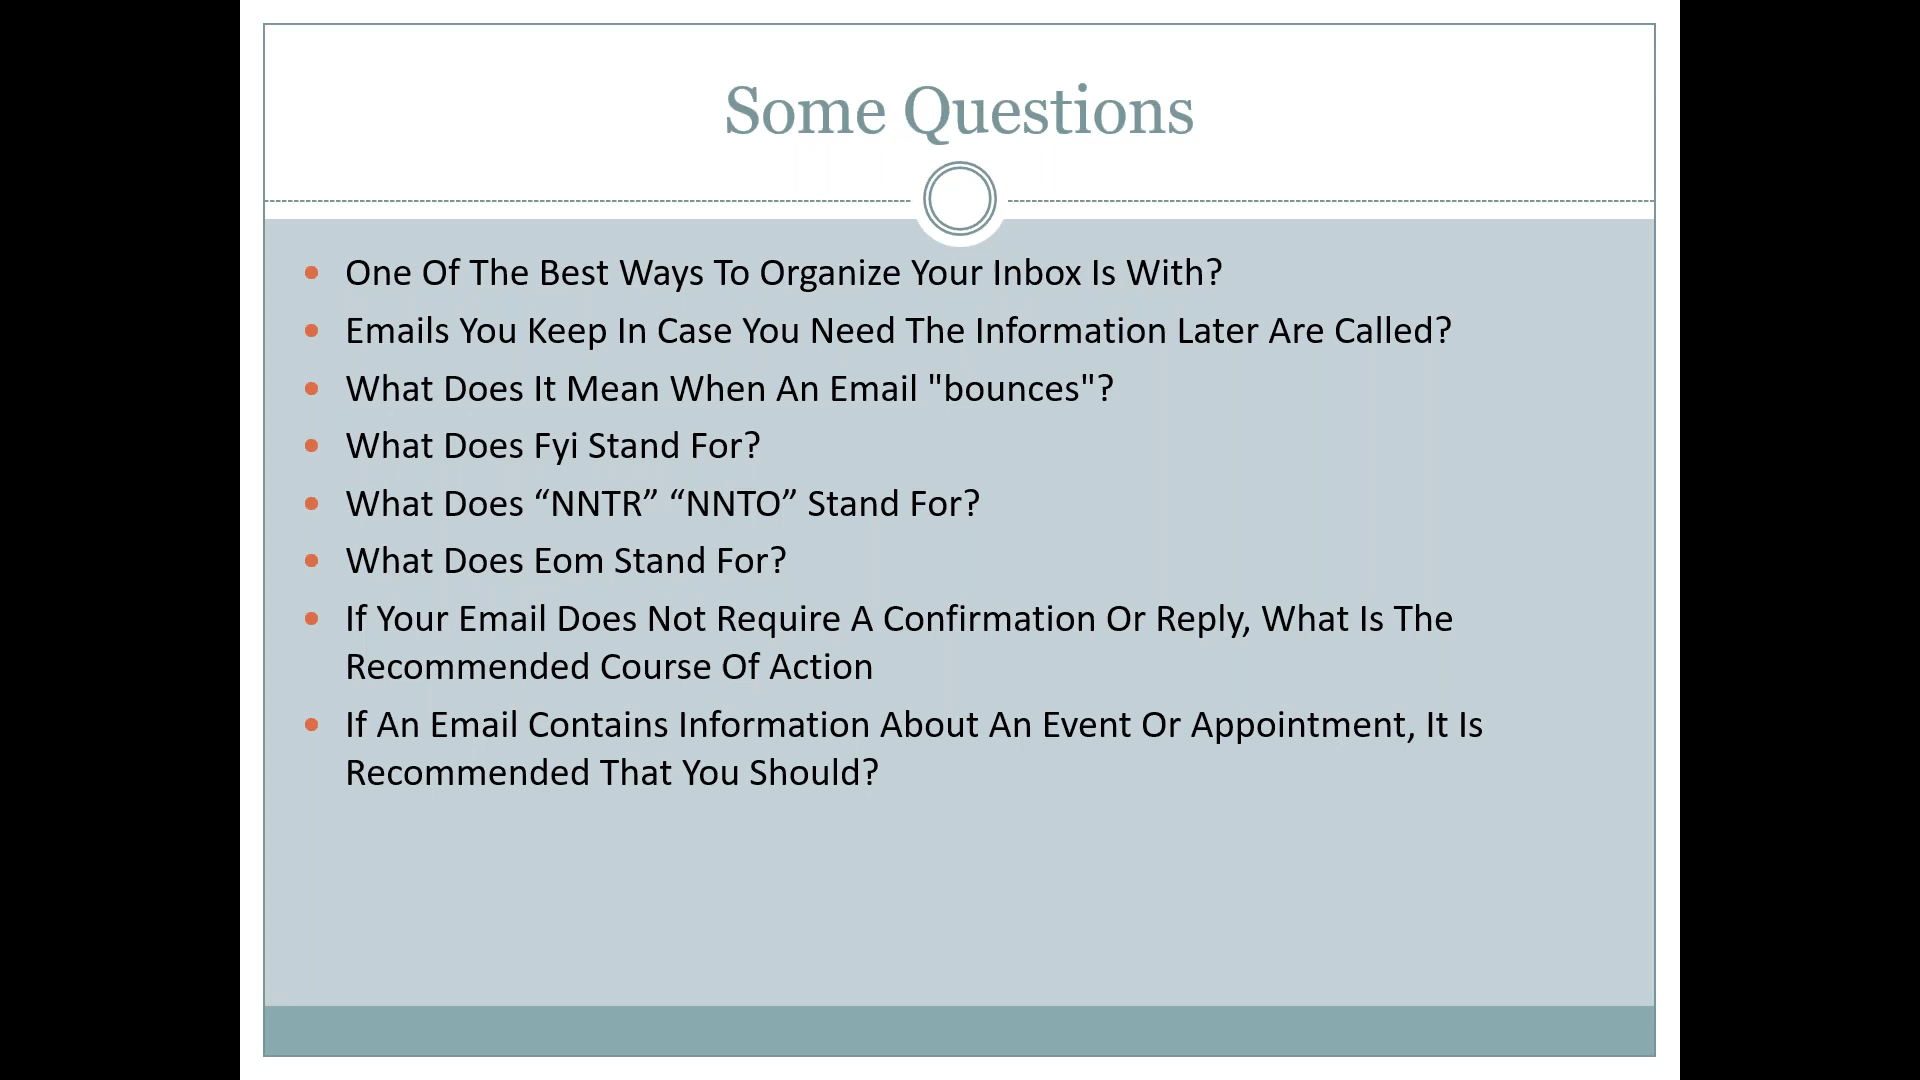 Some Questions
One Of The Best Ways To Organize Your Inbox Is With?
Emails You Keep In Case You Need The Information Later Are Called?
What Does It Mean When An Email "bounces"?
What Does Fyi Stand For?
What Does “NNTR” “NNTO” Stand For?
What Does Eom Stand For?
If Your Email Does Not Require A Confirmation Or Reply, What Is The
Recommended Course Of Action
If An Email Contains Information About An Event Or Appointment, It Is
Recommended That You Should?